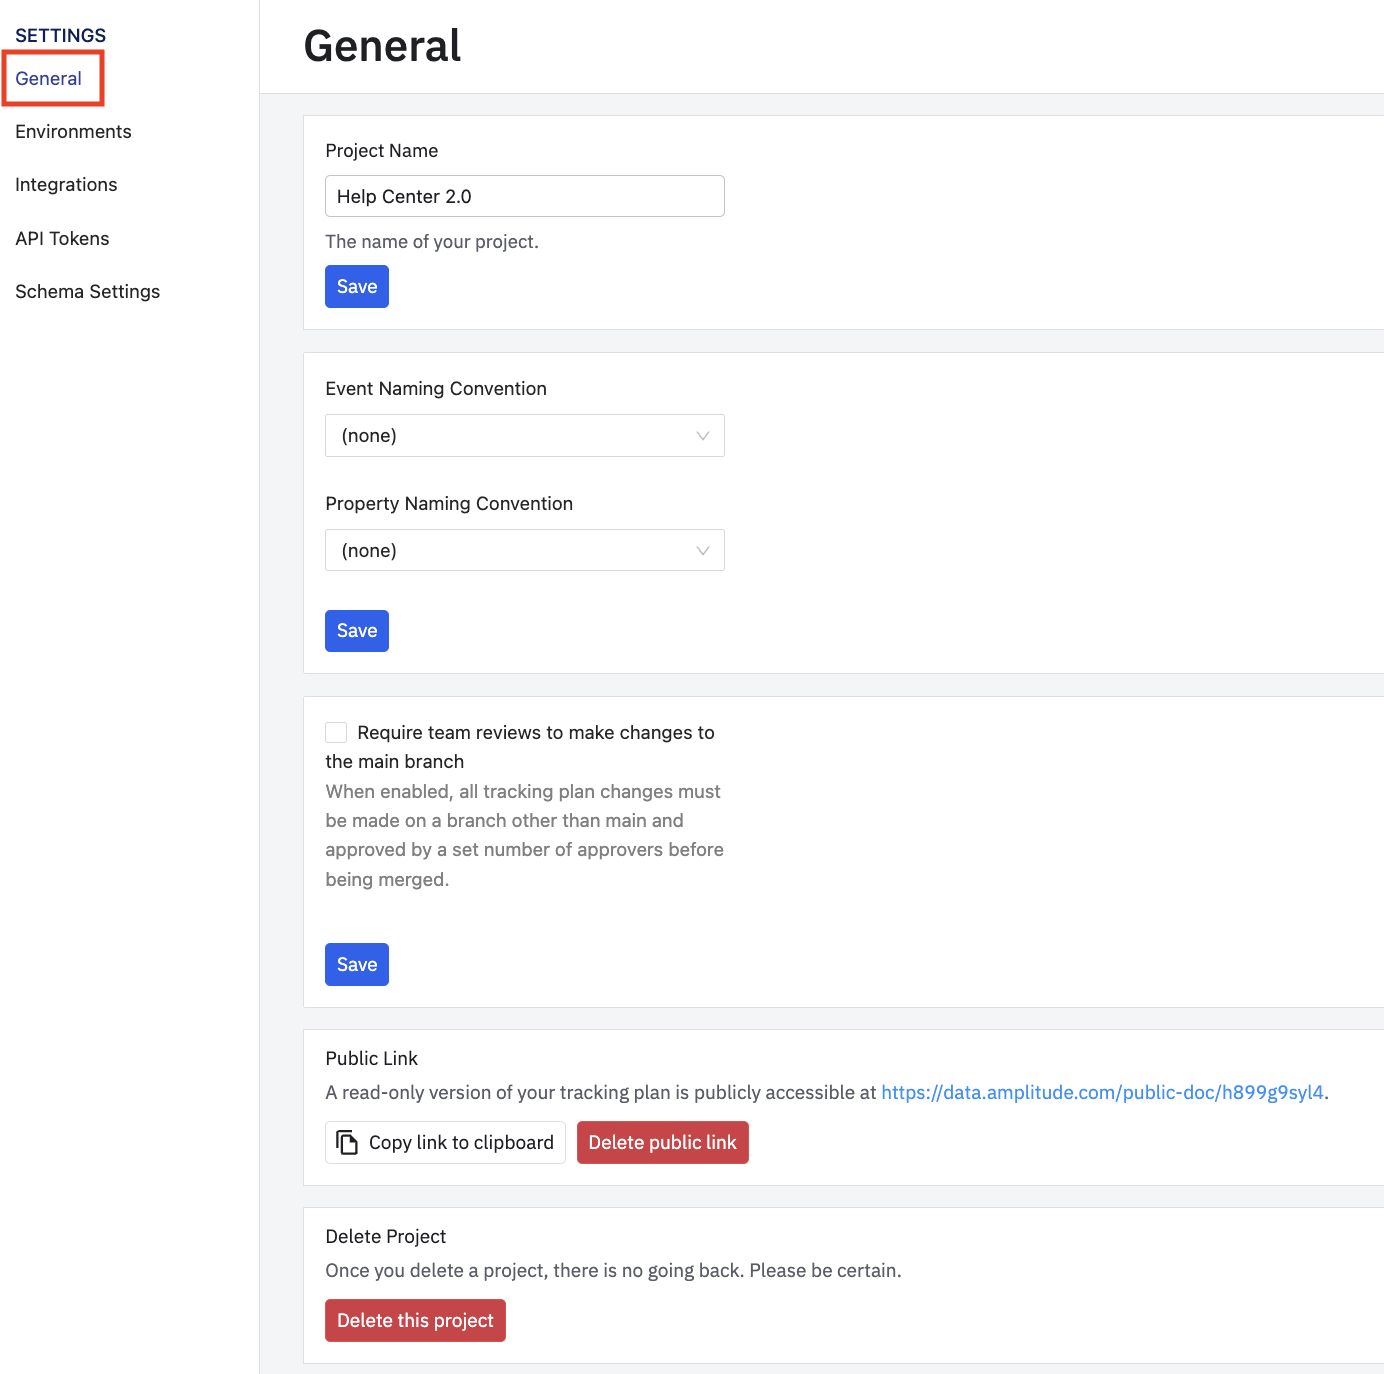 SETTINGS
General
Environments
Integrations
API Tokens
Schema Settings
General
Project Name
Help Center 2.0
The name of your project.
Save
Event Naming Convention
(none)
Property Naming Convention
(none)
Save
Require team reviews to make changes to
the main branch
When enabled, all tracking plan changes must
be made on a branch other than main and
approved by a set number of approvers before
being merged.
Save
Public Link
A read-only version of your tracking plan is publicly accessible at https://data.amplitude.com/public-doc/h899g9syl4.
Copy link to clipboard
Delete public link
Delete Project
Once you delete a project, there is no going back. Please be certain.
Delete this project